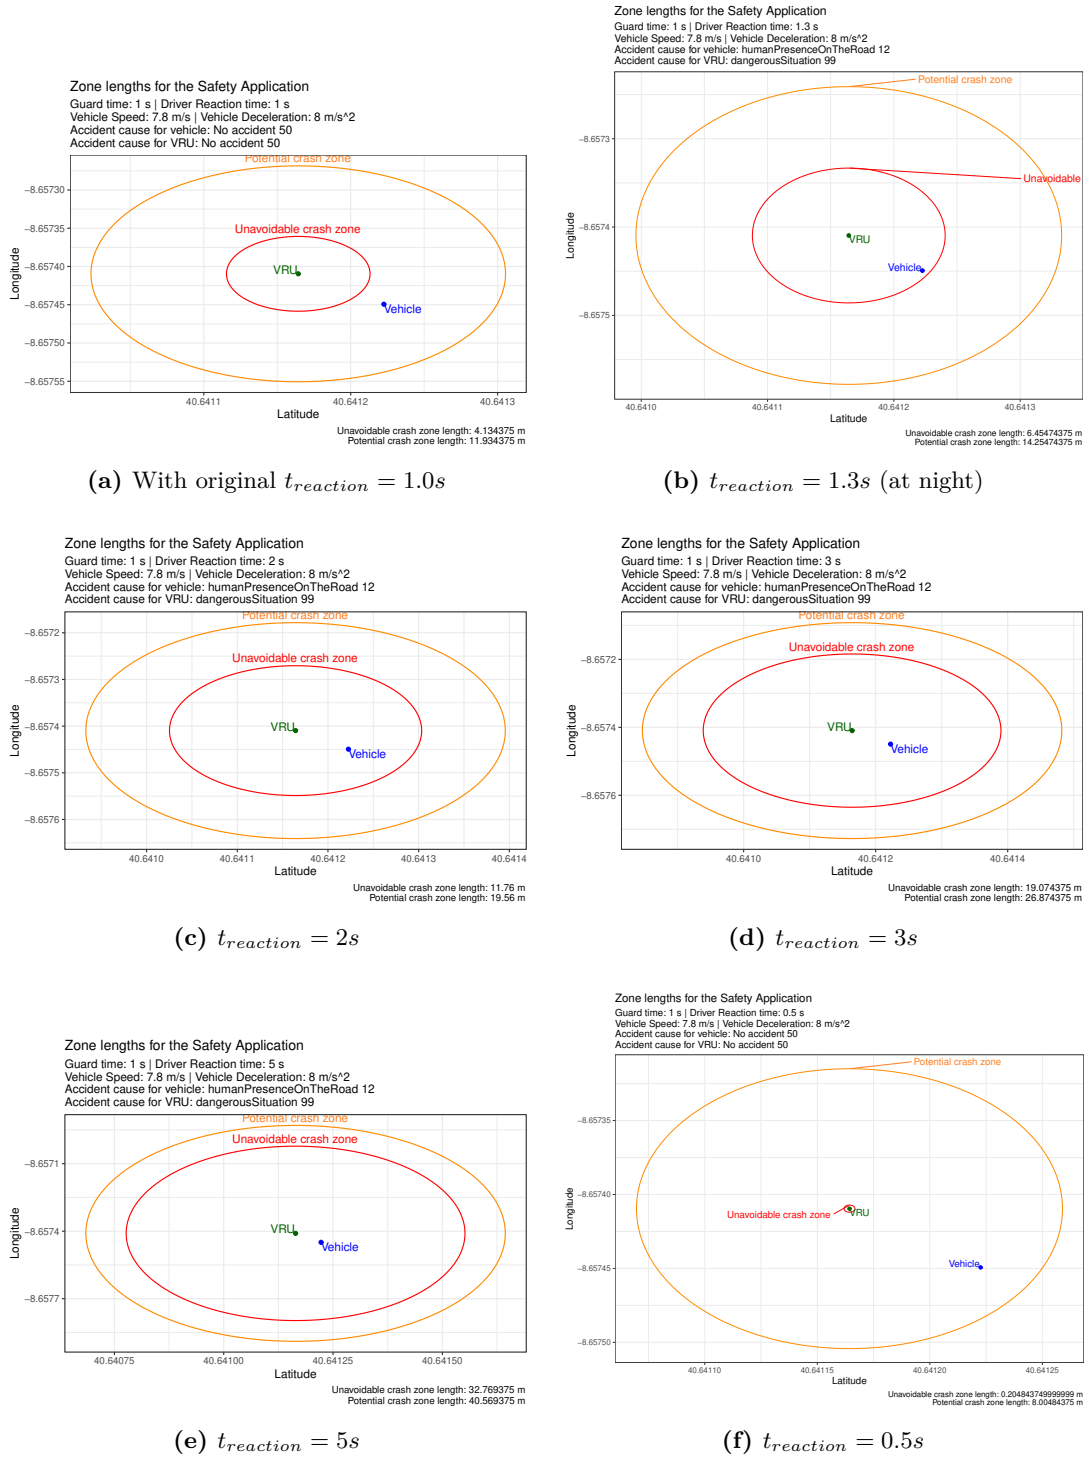 Zone lengths for the Safety Application
Guard time: 1 s | Driver Reaction time: 1 s
Vehicle Speed: 7.8 m/s | Vehicle Deceleration: 8 m/s^2
Accident cause for vehicle: No accident 50
Accident cause for VRU: No accident 50
Potential crash zone
Unavoidable crash zone
VRU
Vehicle
Longitude
−8.65730
−8.65735
−8.65740
−8.65745
−8.65750
−8.65755
40.6411
40.6412
40.6413
Latitude
Unavoidable crash zone length: 4.134375 m
Potential crash zone length: 11.934375 m
(a) With original t_reaction = 1.0s
Zone lengths for the Safety Application
Guard time: 1 s | Driver Reaction time: 1.3 s
Vehicle Speed: 7.8 m/s | Vehicle Deceleration: 8 m/s^2
Accident cause for vehicle: humanPresenceOnTheRoad 12
Accident cause for VRU: dangerousSituation 99
Potential crash zone
Unavoidable
VRU
Vehicle
Longitude
−8.6573
−8.6574
−8.6575
40.6410
40.6411
40.6412
40.6413
Latitude
Unavoidable crash zone length: 6.45474375 m
Potential crash zone length: 14.25474375 m
(b) t_reaction = 1.3s (at night)
Zone lengths for the Safety Application
Guard time: 1 s | Driver Reaction time: 2 s
Vehicle Speed: 7.8 m/s | Vehicle Deceleration: 8 m/s^2
Accident cause for vehicle: humanPresenceOnTheRoad 12
Accident cause for VRU: dangerousSituation 99
Potential crash zone
Unavoidable crash zone
VRU
Vehicle
Longitude
−8.6572
−8.6573
−8.6574
−8.6575
−8.6576
40.6410
40.6411
40.6412
40.6413
40.6414
Latitude
Unavoidable crash zone length: 11.76 m
Potential crash zone length: 19.56 m
(c) t_reaction = 2s
Zone lengths for the Safety Application
Guard time: 1 s | Driver Reaction time: 3 s
Vehicle Speed: 7.8 m/s | Vehicle Deceleration: 8 m/s^2
Accident cause for vehicle: humanPresenceOnTheRoad 12
Accident cause for VRU: dangerousSituation 99
Potential crash zone
Unavoidable crash zone
VRU
Vehicle
Longitude
−8.6572
−8.6574
−8.6576
40.6410
40.6412
40.6414
Latitude
Unavoidable crash zone length: 19.074375 m
Potential crash zone length: 26.874375 m
(d) t_reaction = 3s
Zone lengths for the Safety Application
Guard time: 1 s | Driver Reaction time: 5 s
Vehicle Speed: 7.8 m/s | Vehicle Deceleration: 8 m/s^2
Accident cause for vehicle: humanPresenceOnTheRoad 12
Accident cause for VRU: dangerousSituation 99
Potential crash zone
Unavoidable crash zone
VRU
Vehicle
Longitude
−8.6571
−8.6574
−8.6577
40.64075
40.64100
40.64125
40.64150
Latitude
Unavoidable crash zone length: 32.769375 m
Potential crash zone length: 40.569375 m
(e) t_reaction = 5s
Zone lengths for the Safety Application
Guard time: 1 s | Driver Reaction time: 0.5 s
Vehicle Speed: 7.8 m/s | Vehicle Deceleration: 8 m/s^2
Accident cause for vehicle: No accident 50
Accident cause for VRU: No accident 50
Potential crash zone
Unavoidable crash zone
VRU
Vehicle
Longitude
−8.65735
−8.65740
−8.65745
−8.65750
40.64110
40.64115
40.64120
40.64125
Latitude
Unavoidable crash zone length: 0.204843749999999 m
Potential crash zone length: 8.00484375 m
(f) t_reaction = 0.5s